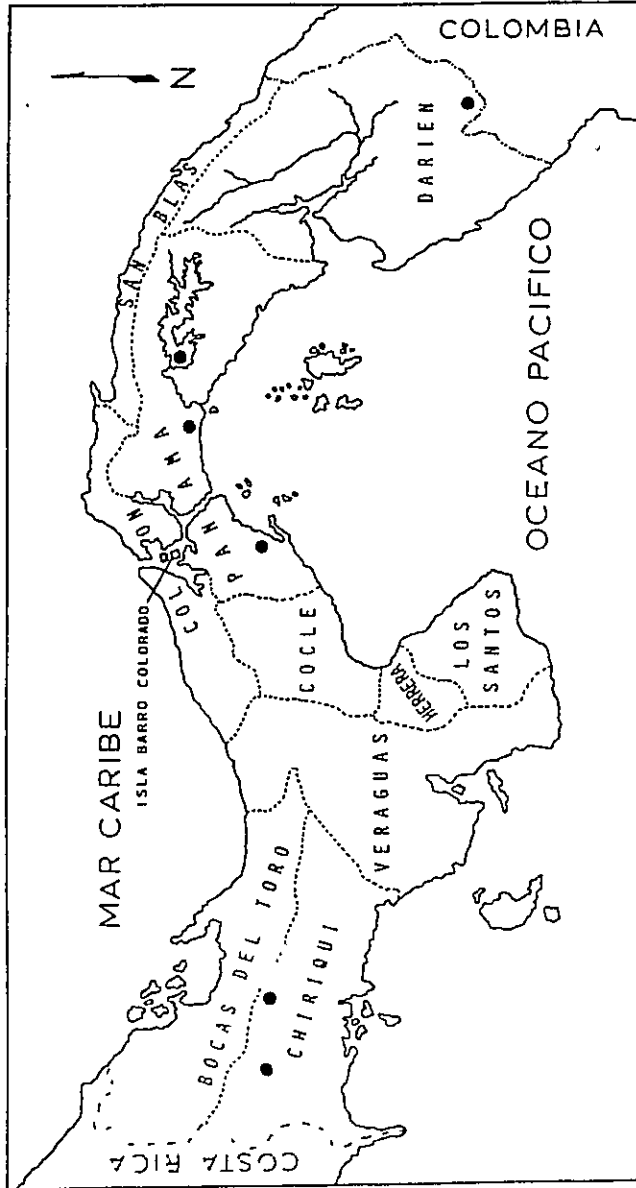 COLOMBIA
N
SAN BLAS
DARIEN
PANAMA
COLON
OCEANO PACIFICO
MAR CARIBE
ISLA BARRO COLORADO
COCLE
LOS
SANTOS
HERRERA
VERAGUAS
BOCAS DEL TORO
CHIRIQUI
COSTA RICA